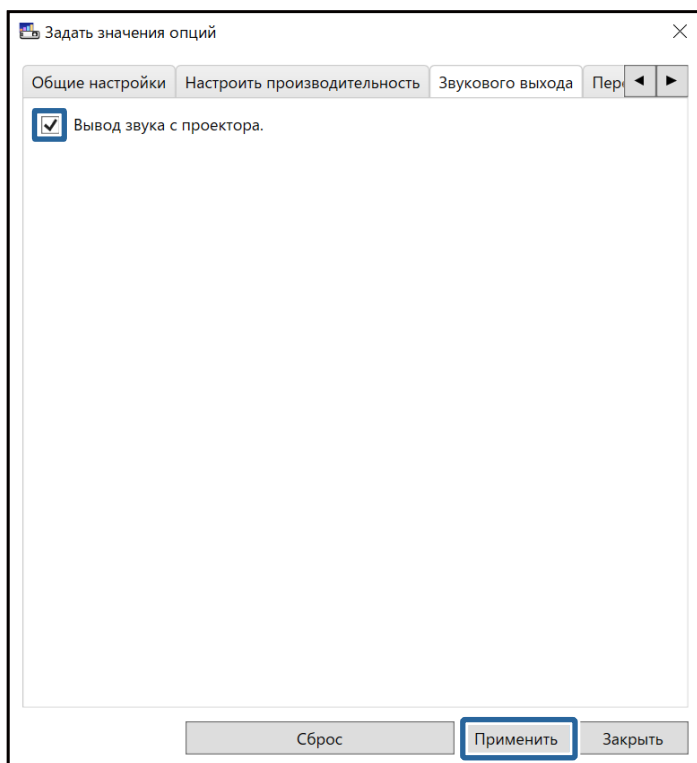 Задать значения опций
Общие настройки Настроить производительность Звукового выхода
Вывод звука с проектора.
Сброс Применить Закрыть